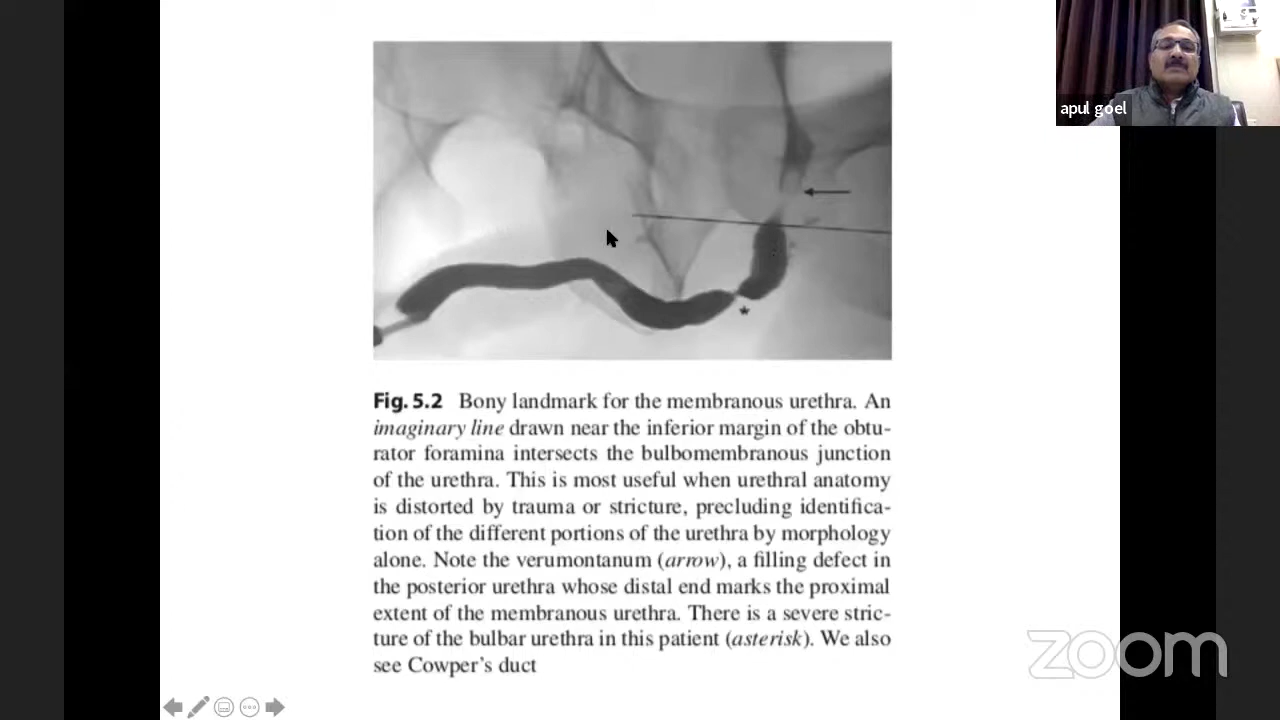 apul goel
Fig. 5.2 Bony landmark for the membranous urethra. An
imaginary line drawn near the inferior margin of the obtu-
rator foramina intersects the bulbomembranous junction
of the urethra. This is most useful when urethral anatomy
is distorted by trauma or stricture, precluding identifica-
tion of the different portions of the urethra by morphology
alone. Note the verumontanum (arrow), a filling defect in
the posterior urethra whose distal end marks the proximal
extent of the membranous urethra. There is a severe stric-
ture of the bulbar urethra in this patient (asterisk). We also
see Cowper's duct
zoom